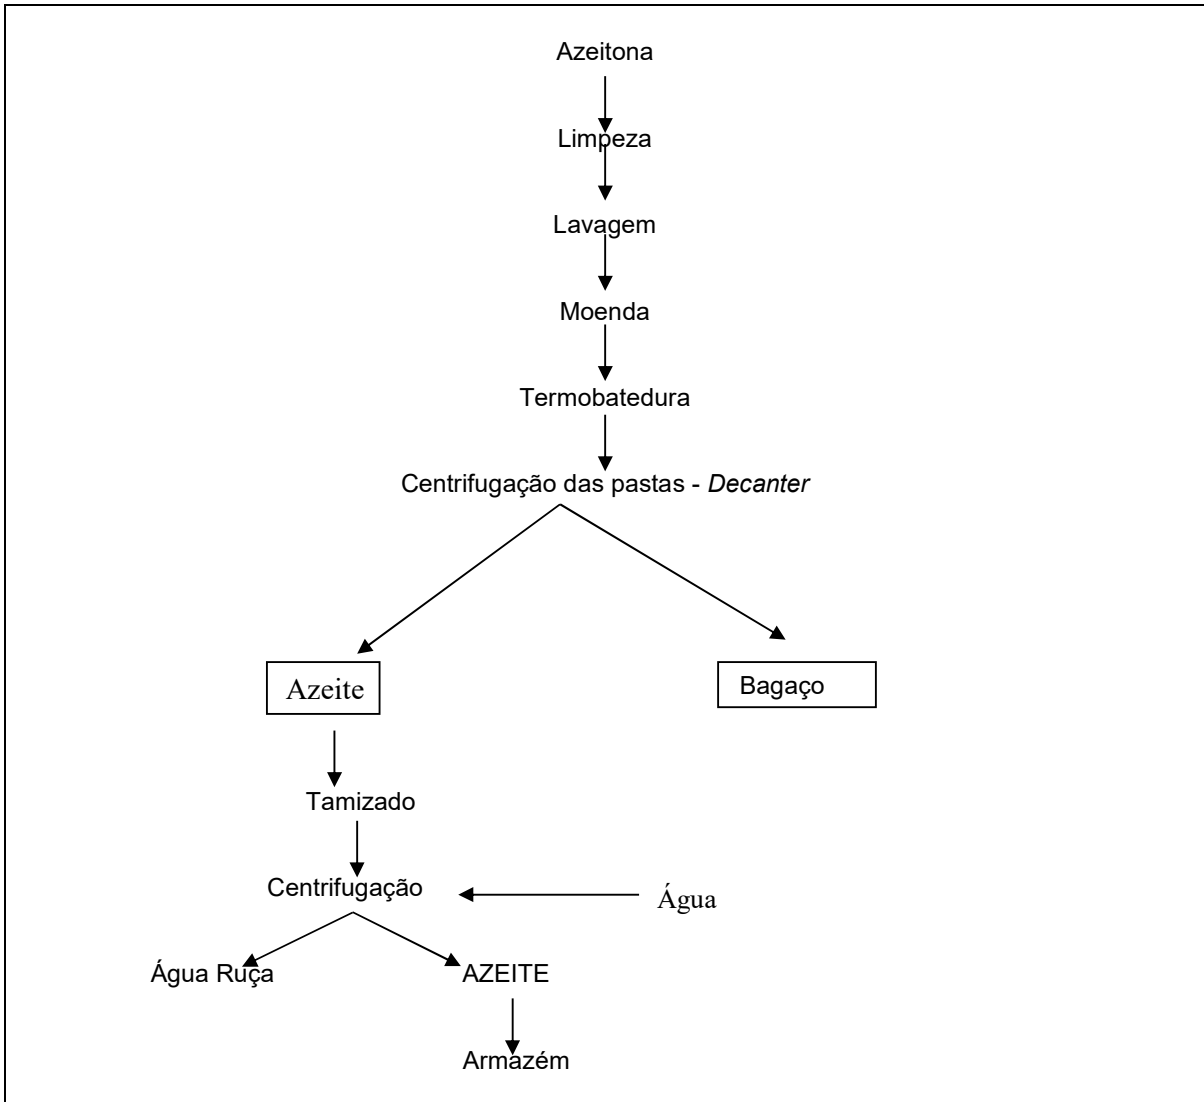 Azeitona
Limpeza
Lavagem
Moenda
Termobatedura
Centrifugação das pastas - Decanter
Azeite
Bagaço
Tamizado
Centrifugação
Água
Água Ruça
AZEITE
Armazém